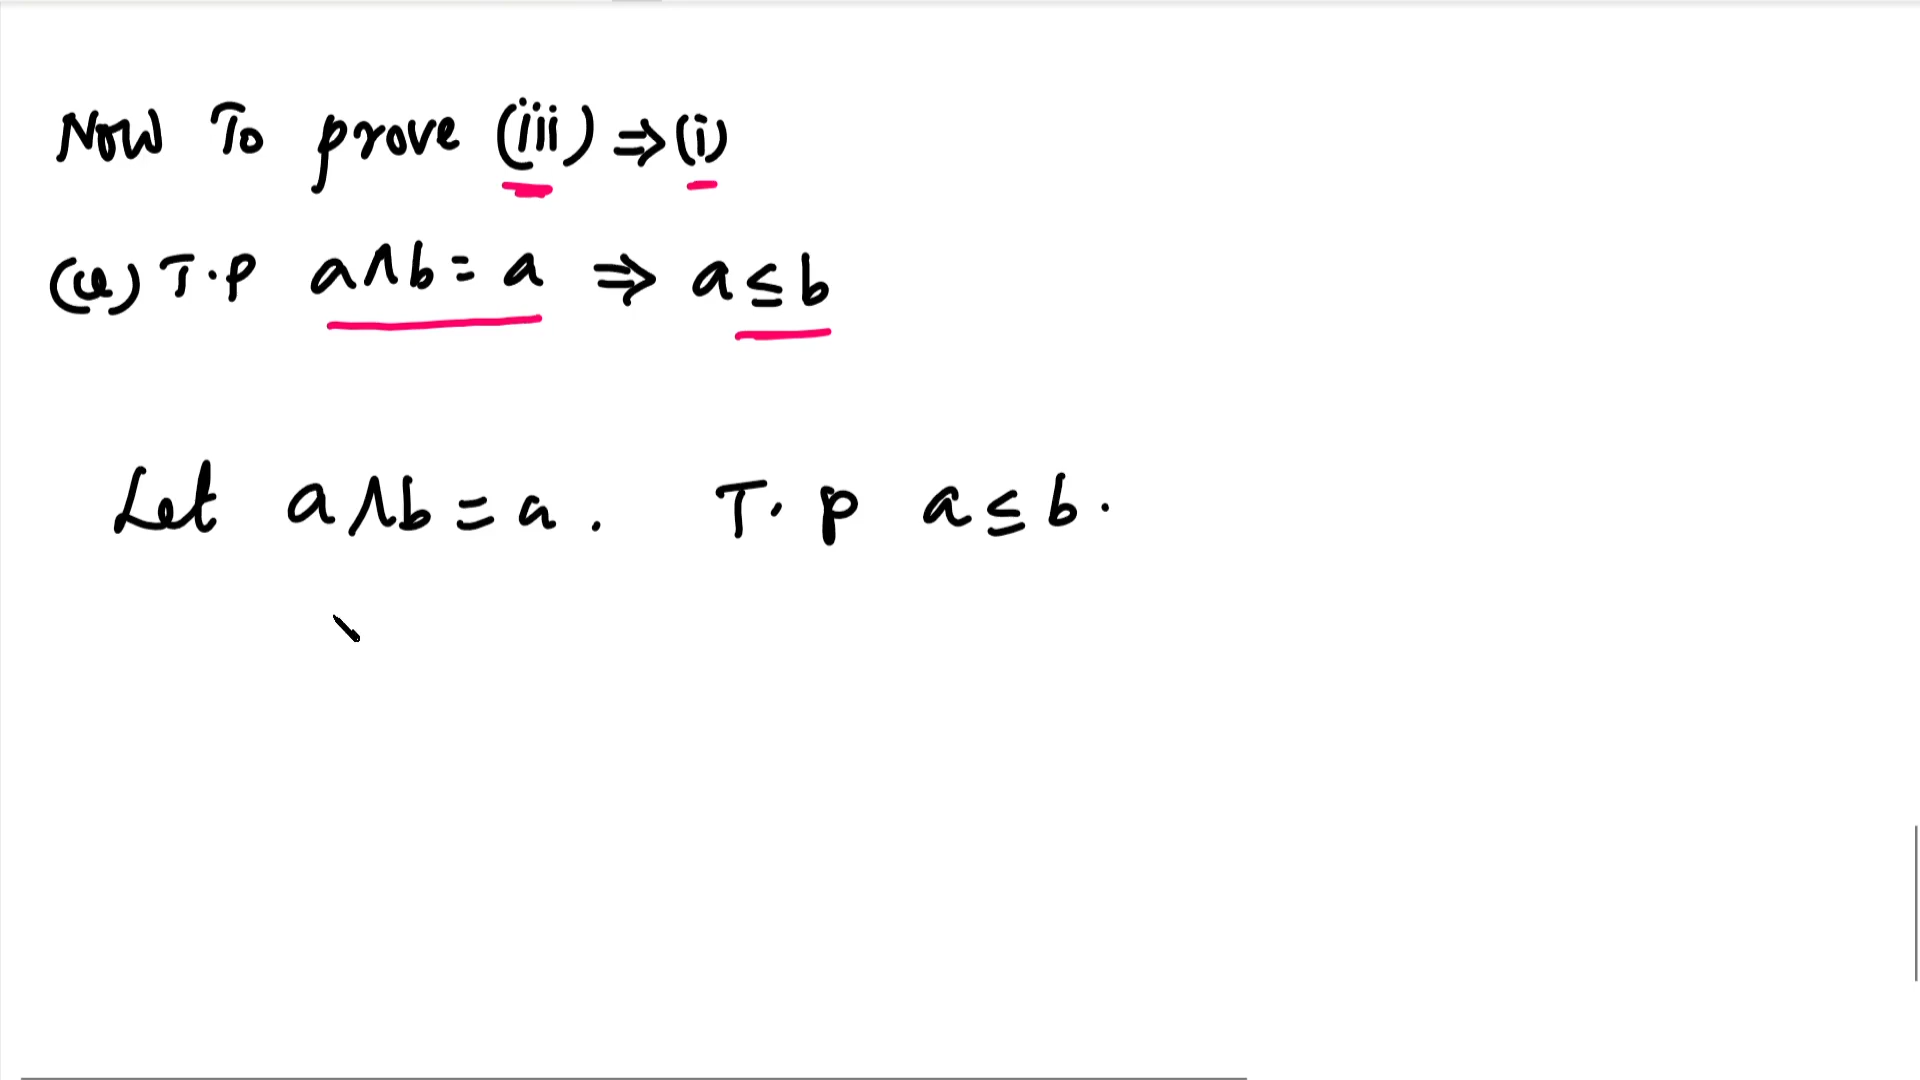 Now To prove (iii) ⇒ (i)
(ie) T.P a∧b = a ⇒ a ≤ b
Let a∧b = a. T.p a ≤ b.